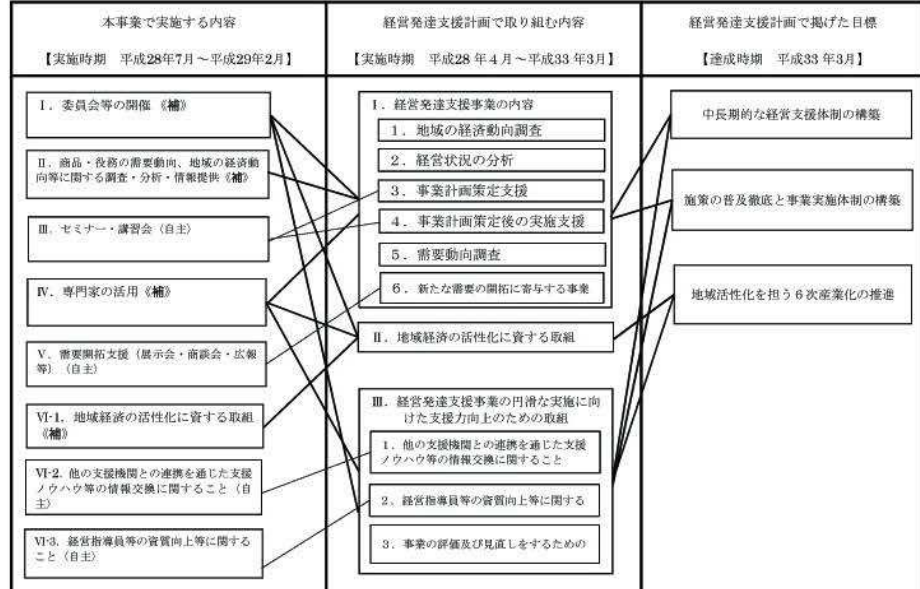 本事業で実施する内容
【実施時期 平成28年7月～平成29年2月】
経営発達支援計画で取り組む内容
【実施時期 平成28年4月～平成33年3月】
経営発達支援計画で掲げた目標
【達成時期 平成33年3月】
Ⅰ．委員会等の開催 《補》
Ⅱ．商品・役務の需要動向、地域の経済動
向等に関する調査・分析・情報提供《補》
Ⅲ．セミナー・講習会（自主）
Ⅳ．専門家の活用《補》
Ⅴ．需要開拓支援（展示会・商談会・広報
等）（自主）
Ⅵ-1．地域経済の活性化に資する取組
《補》
Ⅵ-2．他の支援機関との連携を通じた支援
ノウハウ等の情報交換に関すること（自
主）
Ⅵ-3．経営指導員等の資質向上等に関する
こと（自主）
Ⅰ．経営発達支援事業の内容
１．地域の経済動向調査
２．経営状況の分析
３．事業計画策定支援
４．事業計画策定後の実施支援
５．需要動向調査
６．新たな需要の開拓に寄与する事業
Ⅱ．地域経済の活性化に資する取組
Ⅲ．経営発達支援事業の円滑な実施に向
けた支援力向上のための取組
１．他の支援機関との連携を通じた支援
ノウハウ等の情報交換に関すること
２．経営指導員等の資質向上等に関する
３．事業の評価及び見直しをするための
中長期的な経営支援体制の構築
施策の普及徹底と事業実施体制の構築
地域活性化を担う６次産業化の推進